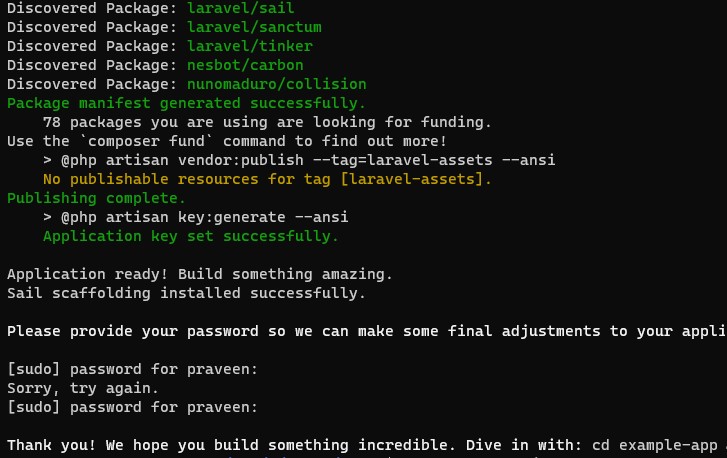 Discovered Package: laravel/sail
Discovered Package: laravel/sanctum
Discovered Package: laravel/tinker
Discovered Package: nesbot/carbon
Discovered Package: nunomaduro/collision
Package manifest generated successfully.
78 packages you are using are looking for funding.
Use the `composer fund` command to find out more!
> @php artisan vendor:publish --tag=laravel-assets --ansi
No publishable resources for tag [laravel-assets].
Publishing complete.
> @php artisan key:generate --ansi
Application key set successfully.
Application ready! Build something amazing.
Sail scaffolding installed successfully.
Please provide your password so we can make some final adjustments to your appli
[sudo] password for praveen:
Sorry, try again.
[sudo] password for praveen:
Thank you! We hope you build something incredible. Dive in with: cd example-app